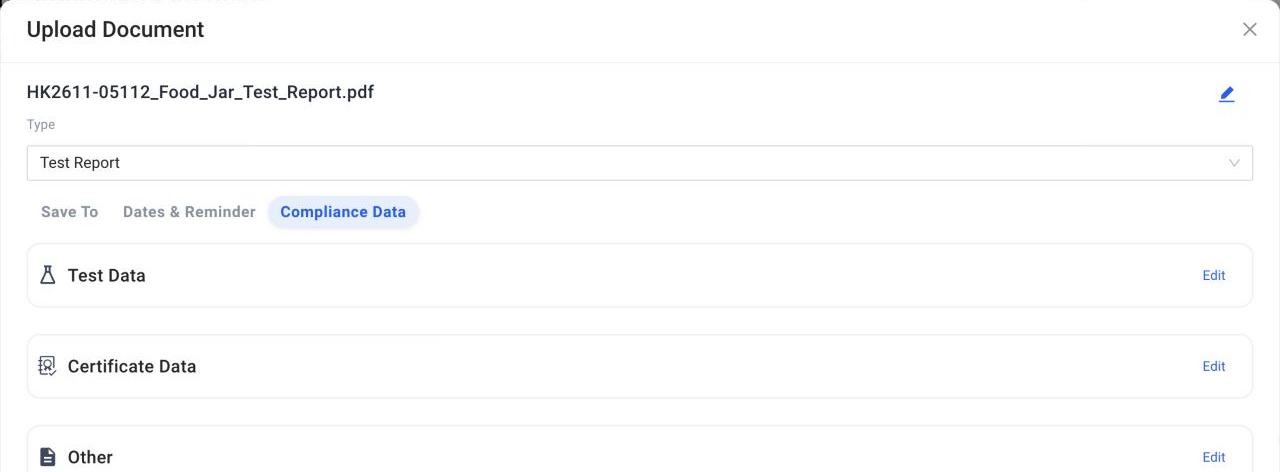 Upload Document
HK2611-05112_Food_Jar_Test_Report.pdf
Type
Test Report
Save To Dates & Reminder Compliance Data
Test Data Edit
Certificate Data Edit
Other Edit